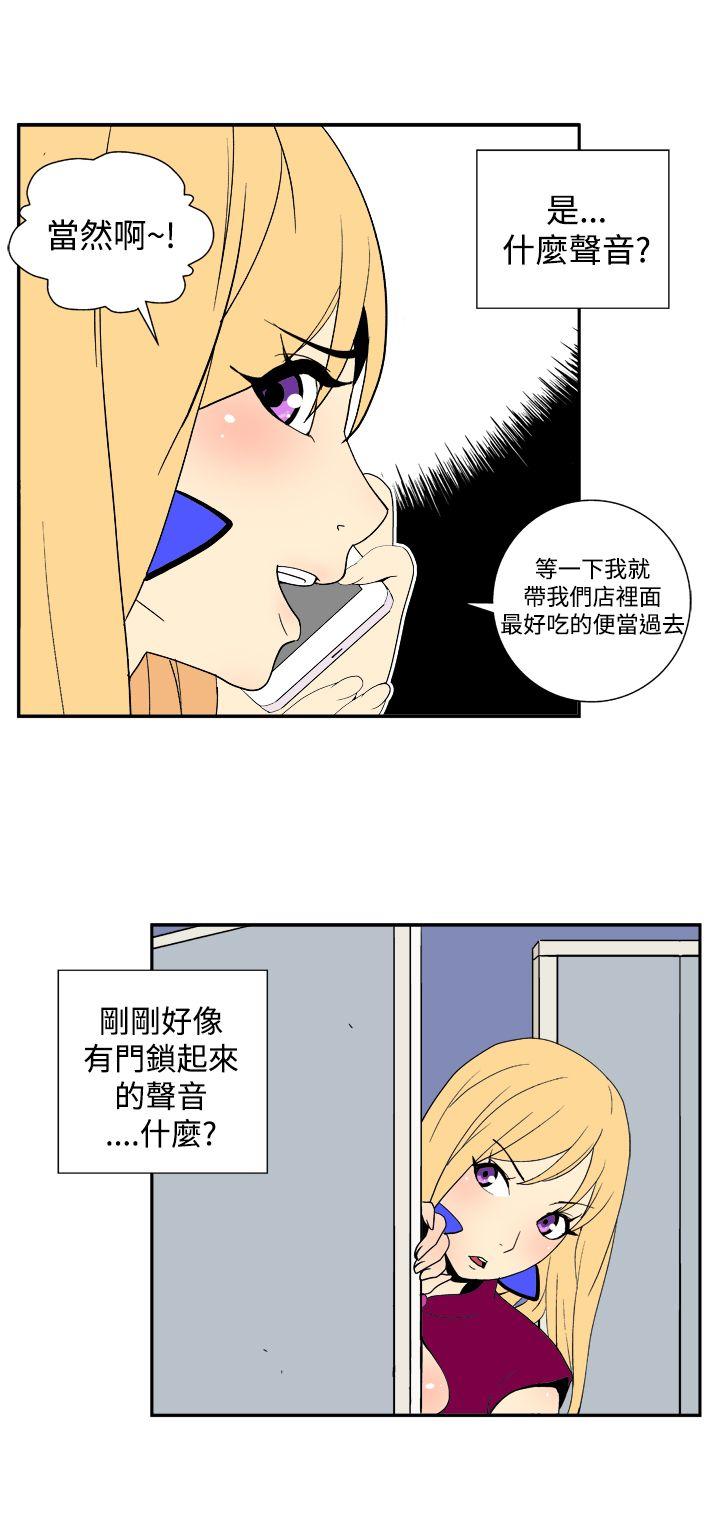 當然啊~!
是...
什麼聲音?
等一下我就
帶我們店裡面
最好吃的便當過去
剛剛好像
有門鎖起來
的聲音
....什麼?